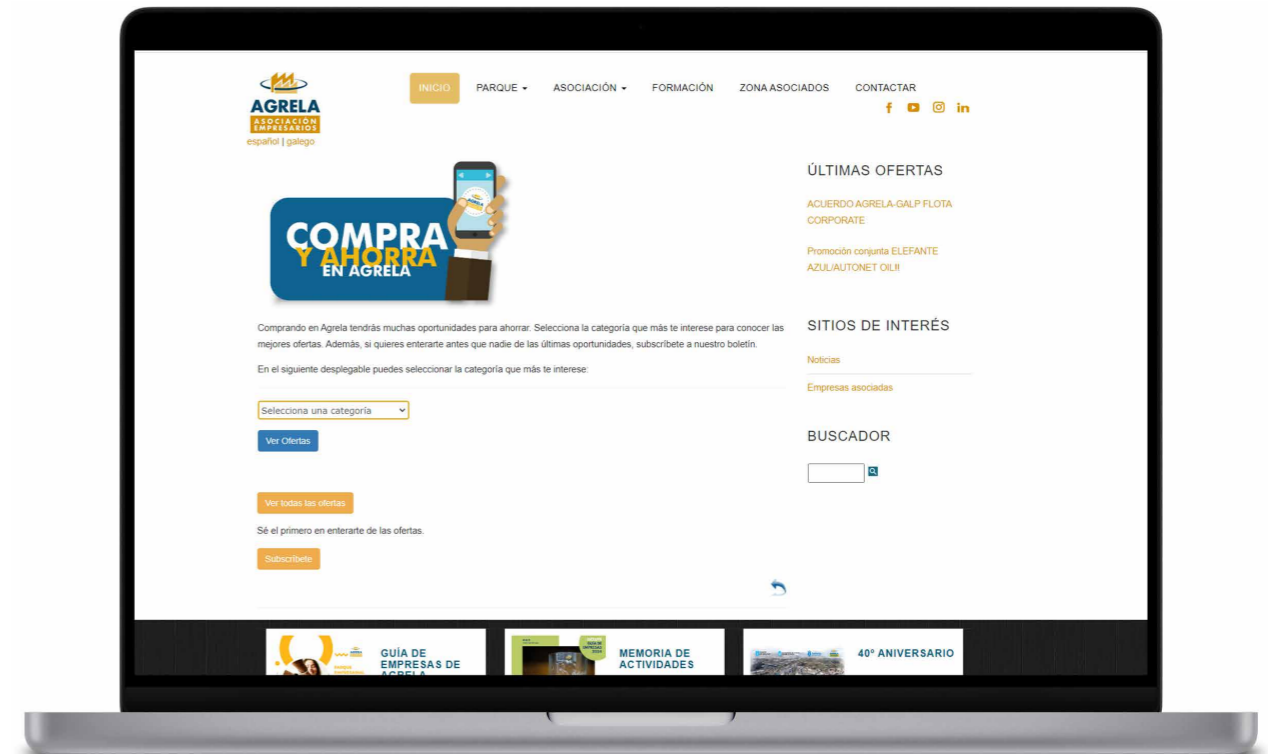 AGRELA
ASOCIACIÓN
EMPRESARIOS
español | galego
INICIO
PARQUE
ASOCIACIÓN
FORMACIÓN
ZONA ASOCIADOS
CONTACTAR
f
in
COMPRA
Y AHORRA
EN AGRELA
Comprando en Agrela tendrás muchas oportunidades para ahorrar. Selecciona la categoría que más te interese para conocer las
mejores ofertas. Además, si quieres enterarte antes que nadie de las últimas oportunidades, subscríbete a nuestro boletín.
En el siguiente desplegable puedes seleccionar la categoría que más te interese:
Selecciona una categoría
Ver Ofertas
Ver todas las ofertas
Sé el primero en enterarte de las ofertas.
Subscríbete
ÚLTIMAS OFERTAS
ACUERDO AGRELA-GALP FLOTA
CORPORATE
Promoción conjunta ELEFANTE
AZUL/AUTONET OIL!!
SITIOS DE INTERÉS
Noticias
Empresas asociadas
BUSCADOR
GUÍA DE
EMPRESAS DE
AGRELA
MEMORIA DE
ACTIVIDADES
40º ANIVERSARIO